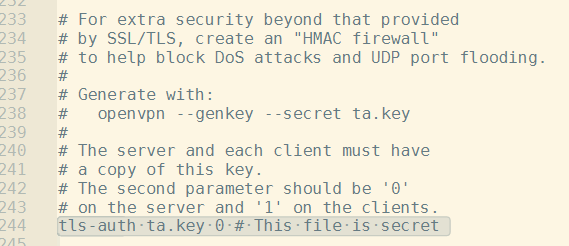 232
233 # For extra security beyond that provided
234 # by SSL/TLS, create an "HMAC firewall"
235 # to help block DoS attacks and UDP port flooding.
236 #
237 # Generate with:
238 #   openvpn --genkey --secret ta.key
239 #
240 # The server and each client must have
241 # a copy of this key.
242 # The second parameter should be '0'
243 # on the server and '1' on the clients.
244 tls-auth·ta.key·0·#·This·file·is·secret
245